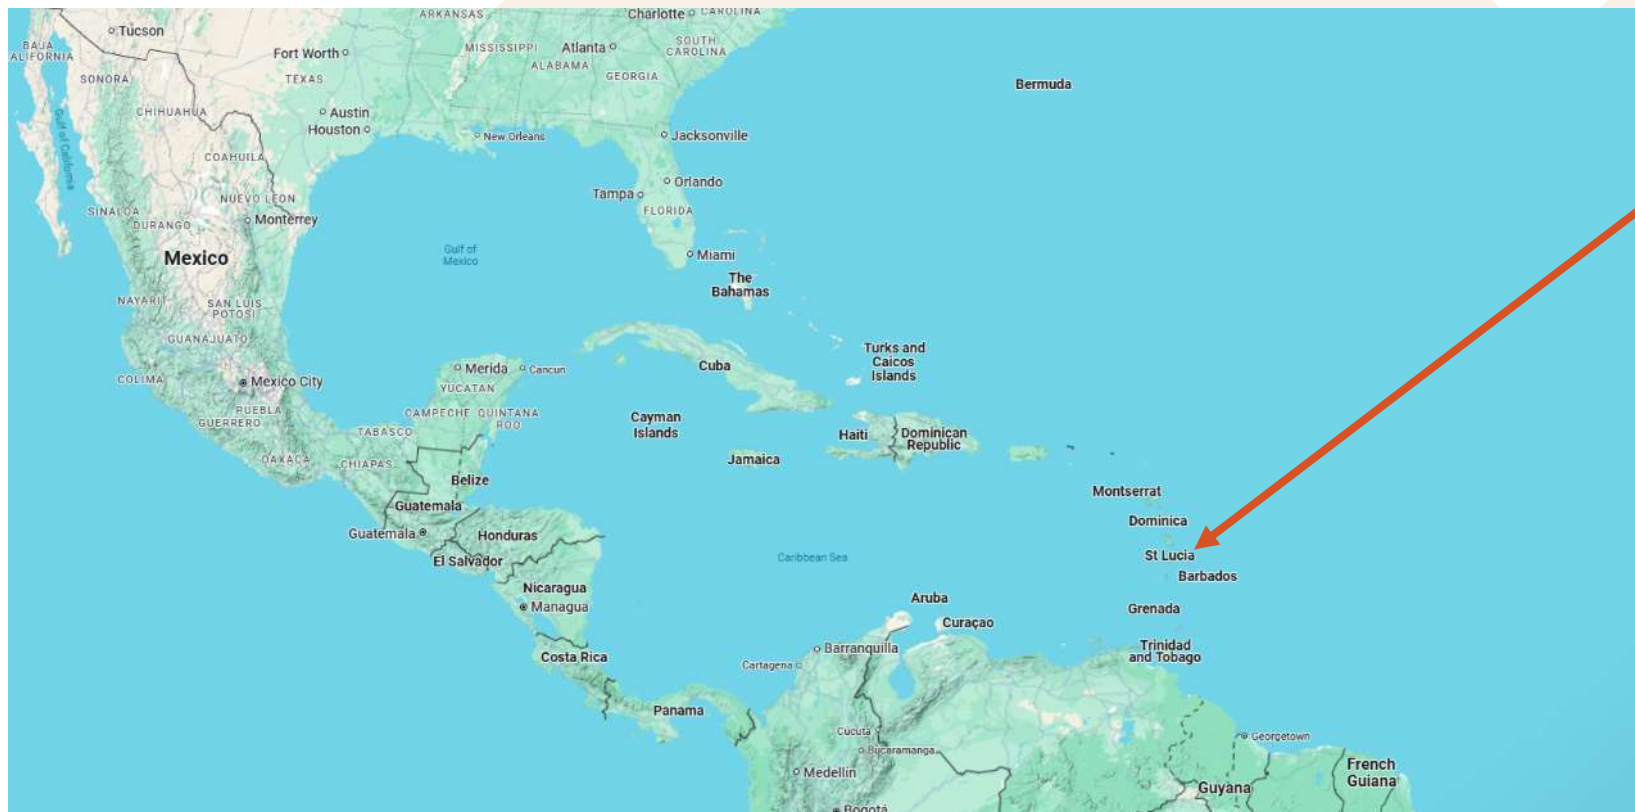 ARKANSAS
Charlotte
CAROLINA
Tucson
BAJA
ALIFORNIA
Fort Worth
MISSISSIPPI
Atlanta
SOUTH
CAROLINA
SONORA
TEXAS
ALABAMA
GEORGIA
Bermuda
CHIHUAHUA
Austin
Houston
New Orleans
Jacksonville
Gulf of California
COAHUILA
Orlando
Tampa
FLORIDA
NUEVO LEON
Monterrey
SINALOA
DURANGO
Mexico
Gulf of
Mexico
Miami
The
Bahamas
NAYARIT
SAN LUIS
POTOSI
GUANAJUATO
Turks and
Caicos
Islands
COLIMA
Mexico City
Merida
Cancun
YUCATAN
Cuba
PUEBLA
GUERRERO
CAMPECHE
QUINTANA
ROO
TABASCO
Cayman
Islands
Haiti
Dominican
Republic
OAXACA
CHIAPAS
Jamaica
Belize
Montserrat
Guatemala
Dominica
Guatemala
Honduras
El Salvador
Caribbean Sea
St Lucia
Barbados
Nicaragua
Managua
Aruba
Grenada
Curaçao
Costa Rica
Barranquilla
Cartagena
Trinidad
and Tobago
Panama
Cucuta
Bucaramanga
Georgetown
Medellin
Guyana
French
Guiana
Bogotá